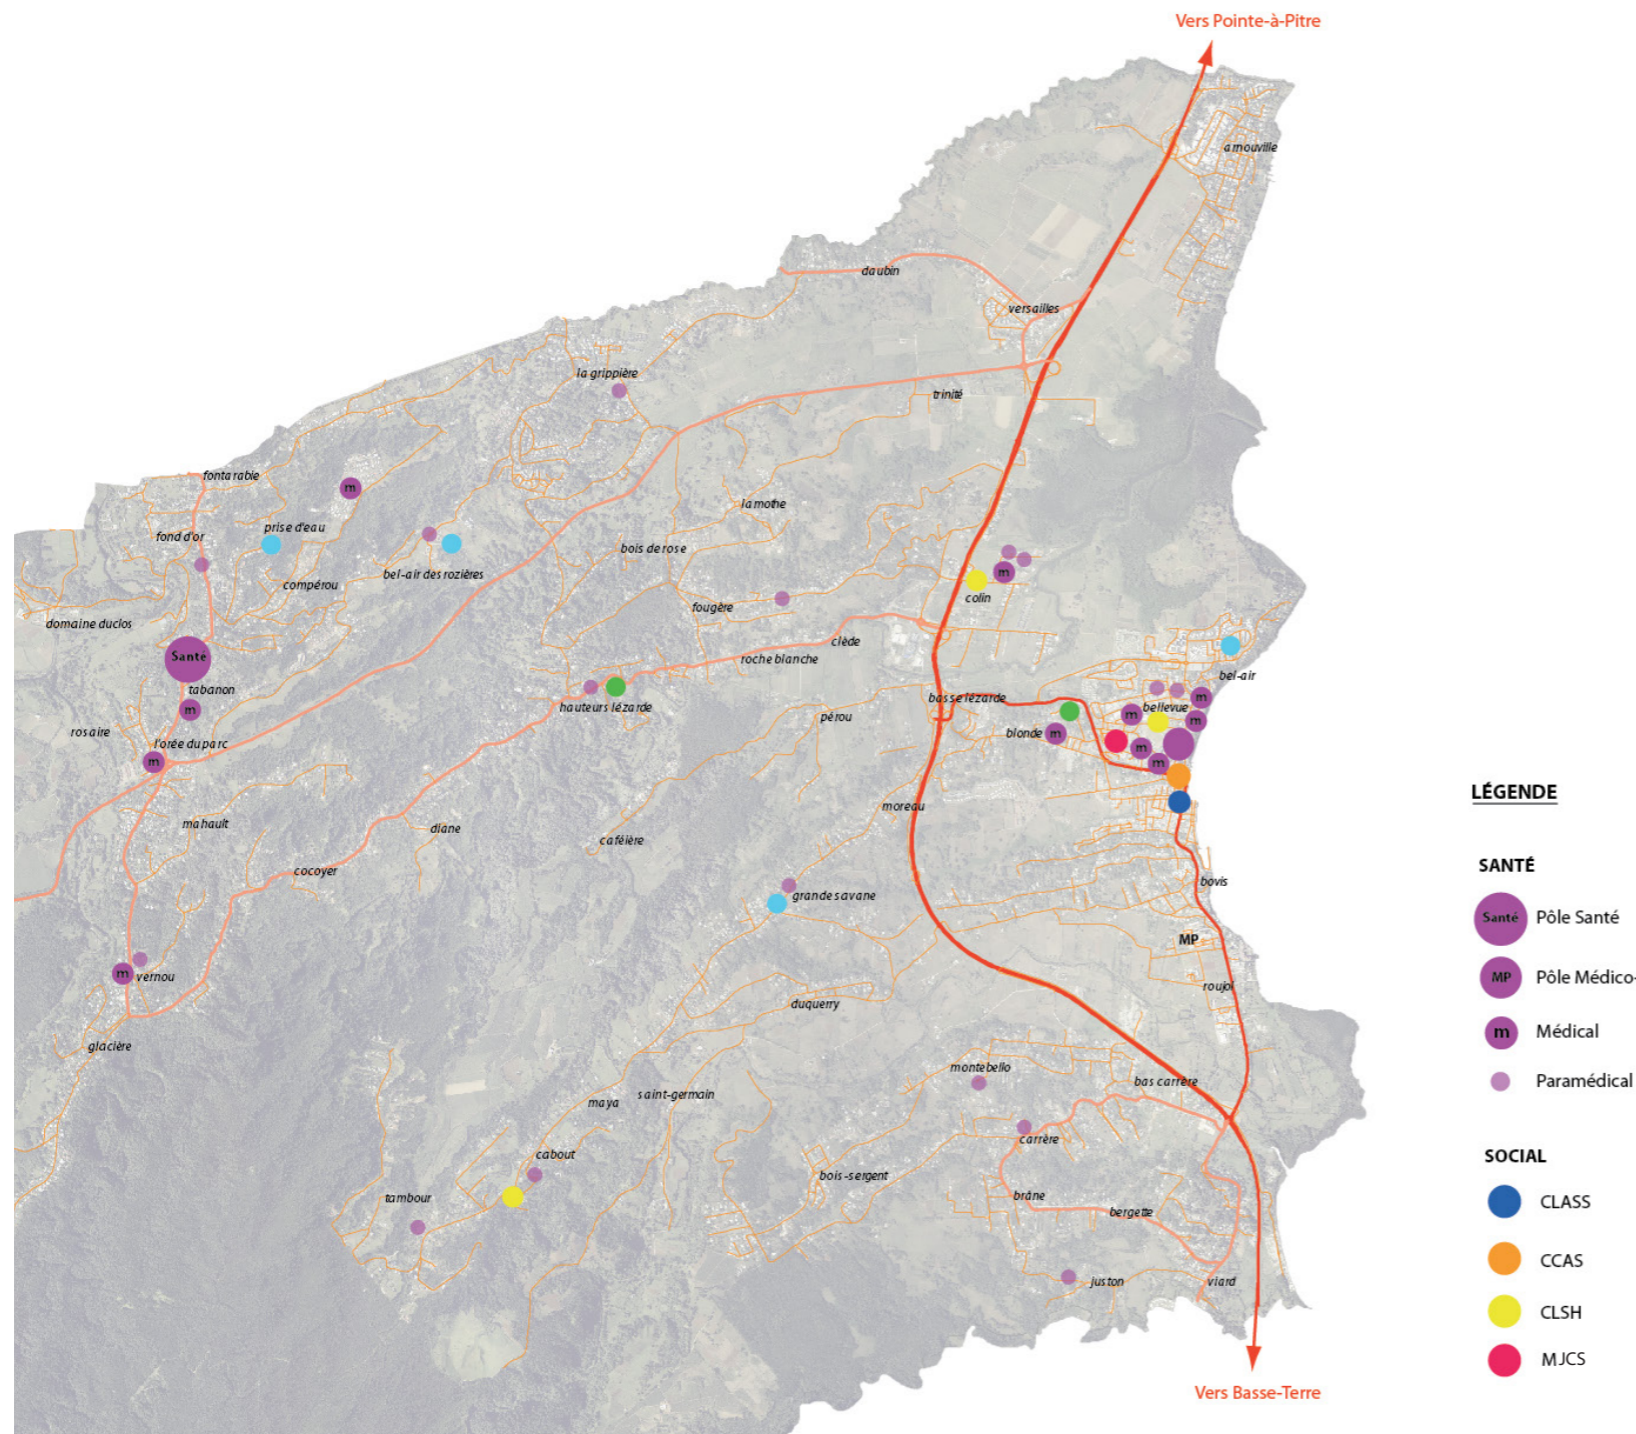 Vers Pointe-à-Pitre
arnouville
daubin
versailles
la grippière
trinité
fontarabie
m
lamothe
prise d'eau
fond d'or
bois de rose
bel-air des rozières
compérou
m
colin
fougère
domaine duclos
clède
Santé
roche blanche
bel-air
tabanon
basse lézarde
m
hauteurs lézarde
bellevue
m
m
pérou
m
rosaire
blonde
m
l'orée du parc
m
m
m
LÉGENDE
moreau
mahault
diane
caféière
SANTÉ
cocoyer
bovis
grande savane
Santé
Pôle Santé
MP
m
vernou
MP
Pôle Médico-
roujol
duquerry
m
Médical
glacière
montebello
Paramédical
bas carrère
saint-germain
maya
carrère
cabout
SOCIAL
bois-sergent
tambour
brâne
CLASS
bergette
CCAS
juston
viard
CLSH
MJCS
Vers Basse-Terre